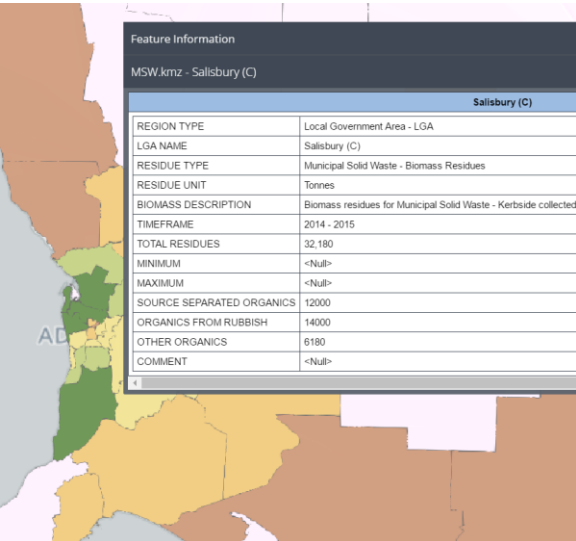 Feature Information
MSW.kmz - Salisbury (C)
Salisbury (C)
REGION TYPE Local Government Area - LGA
LGA NAME Salisbury (C)
RESIDUE TYPE Municipal Solid Waste - Biomass Residues
RESIDUE UNIT Tonnes
BIOMASS DESCRIPTION Biomass residues for Municipal Solid Waste - Kerbside collected
TIMEFRAME 2014 - 2015
TOTAL RESIDUES 32,180
MINIMUM <Null>
MAXIMUM <Null>
SOURCE SEPARATED ORGANICS 12000
ORGANICS FROM RUBBISH 14000
OTHER ORGANICS 6180
COMMENT <Null>
AD